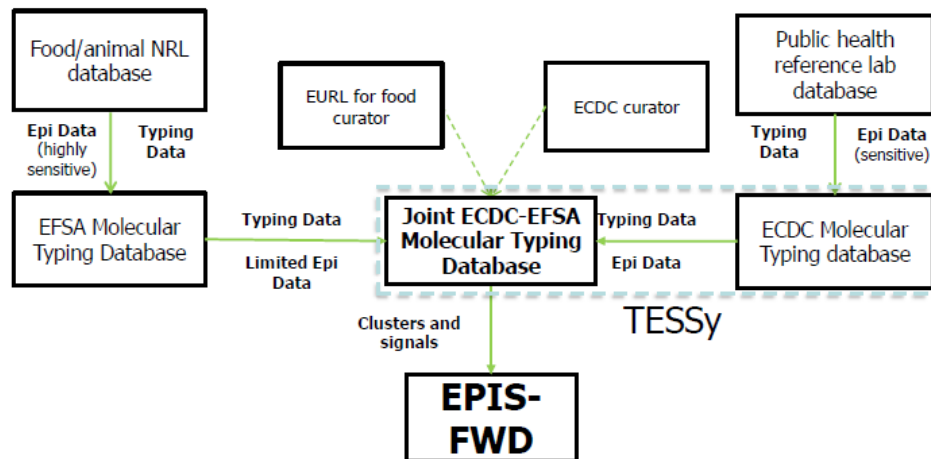 Food/animal NRL
database
EURL for food
curator
ECDC curator
Public health
reference lab
database
Epi Data
(highly
sensitive)
Typing
Data
Typing
Data
Epi Data
(sensitive)
EFSA Molecular
Typing Database
Typing Data
Limited Epi
Data
Joint ECDC-EFSA
Molecular Typing
Database
Typing Data
Epi Data
ECDC Molecular
Typing database
TESSy
Clusters and
signals
EPIS-
FWD